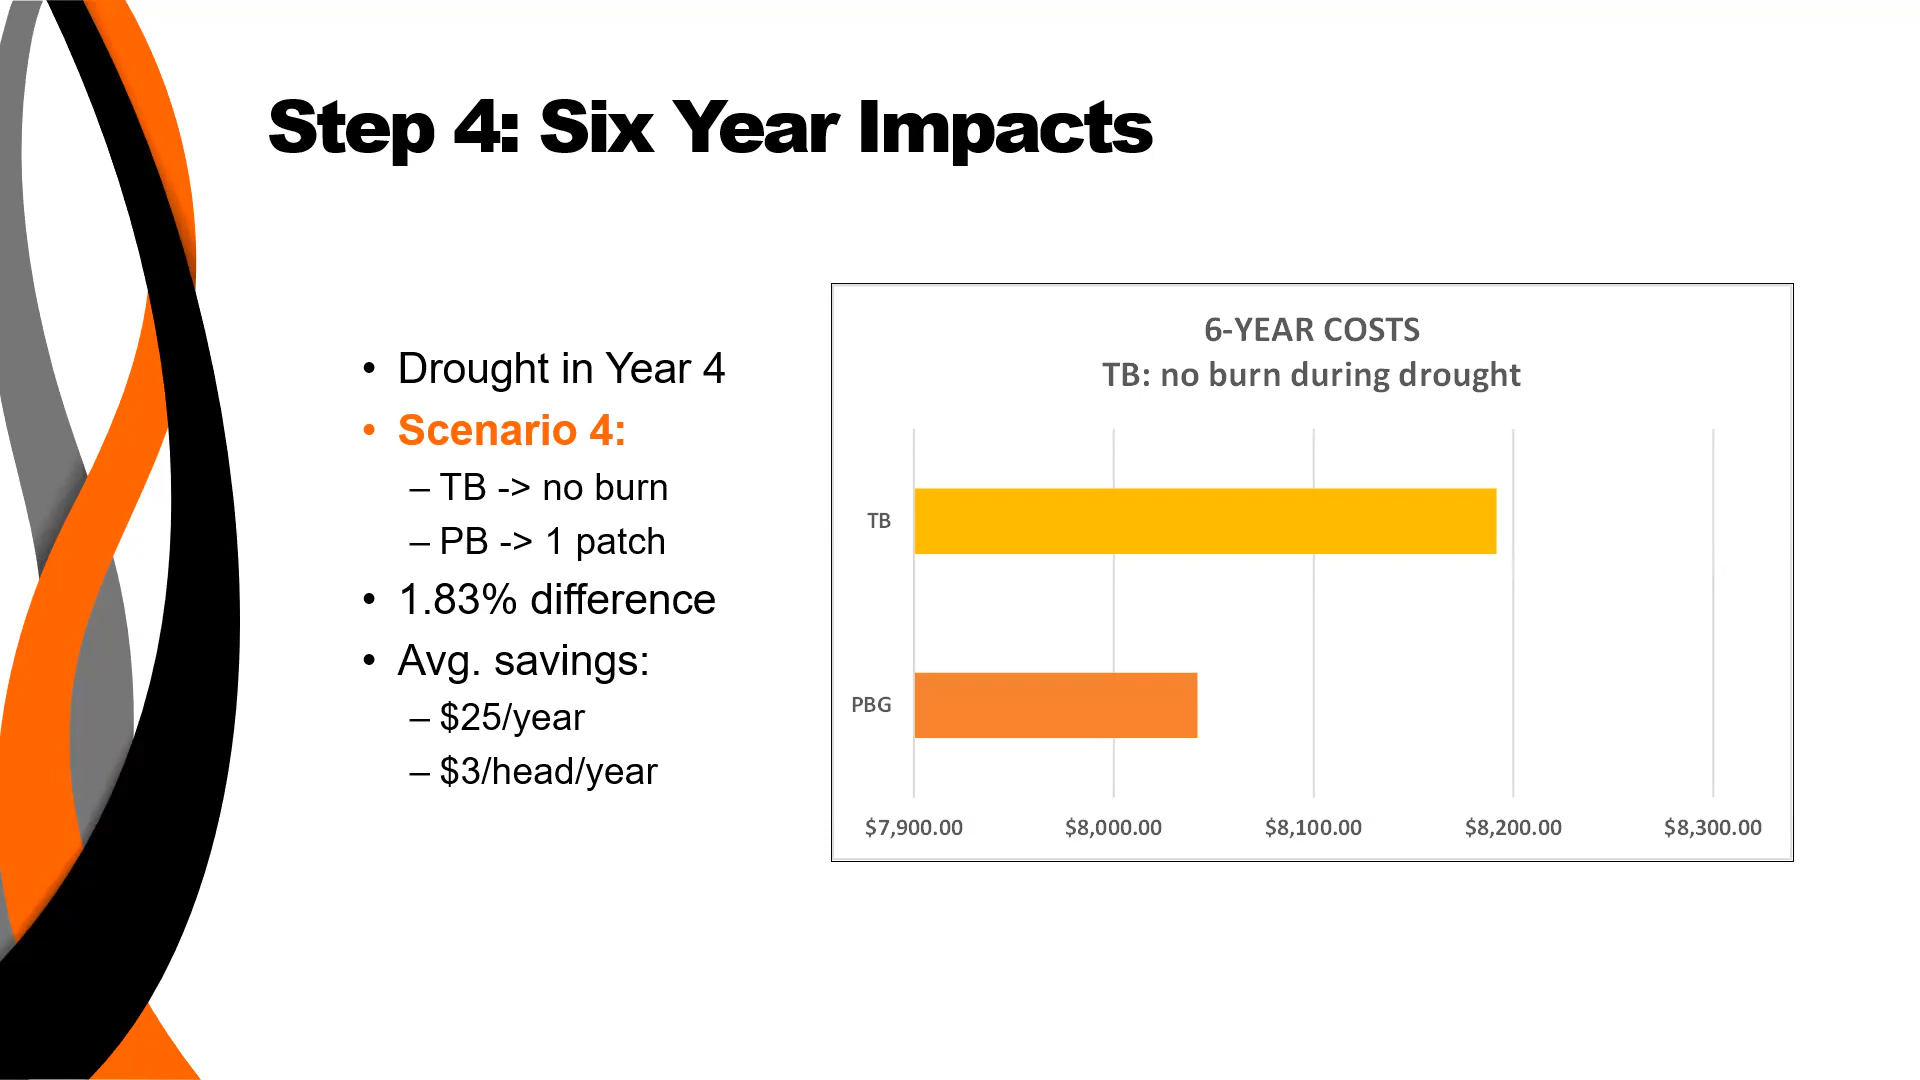 Step 4: Six Year Impacts
• Drought in Year 4
• Scenario 4:
– TB -> no burn
– PB -> 1 patch
• 1.83% difference
• Avg. savings:
– $25/year
– $3/head/year
6-YEAR COSTS
TB: no burn during drought
TB
PBG
$7,900.00 $8,000.00 $8,100.00 $8,200.00 $8,300.00